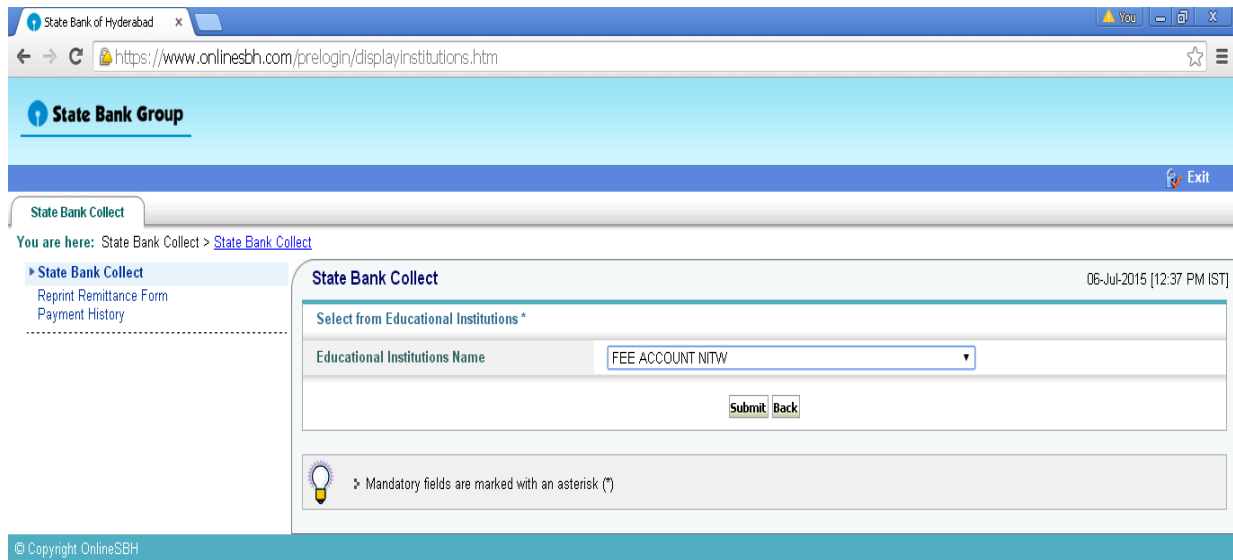 State Bank of Hyderabad x
You
https://www.onlinesbh.com/prelogin/displayinstitutions.htm
State Bank Group
Exit
State Bank Collect
You are here: State Bank Collect > State Bank Collect
State Bank Collect
Reprint Remittance Form
Payment History
State Bank Collect 06-Jul-2015 [12:37 PM IST]
Select from Educational Institutions *
Educational Institutions Name FEE ACCOUNT NITW
Submit Back
Mandatory fields are marked with an asterisk (*)
© Copyright OnlineSBH